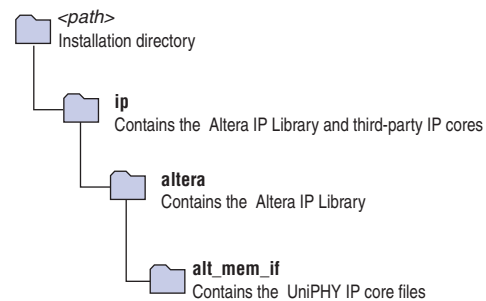 <path>
Installation directory
ip
Contains the Altera IP Library and third-party IP cores
altera
Contains the Altera IP Library
alt_mem_if
Contains the UniPHY IP core files